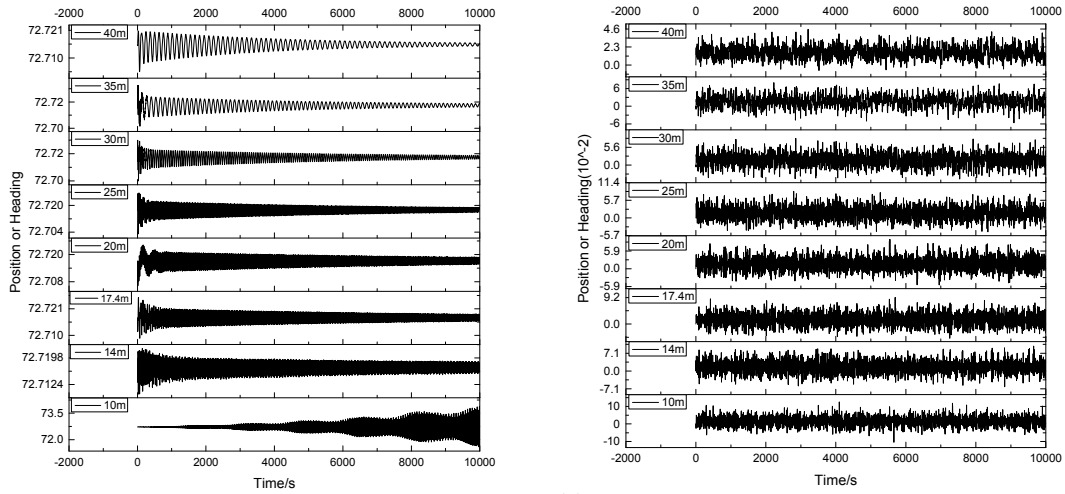 -2000 0 2000 4000 6000 8000 10000
72.721
72.710
40m
72.72
72.70
35m
72.72
72.70
30m
72.720
72.704
25m
72.720
72.708
20m
72.721
72.710
17.4m
72.7198
72.7124
14m
73.5
72.0
10m
-2000 0 2000 4000 6000 8000 10000
Position or Heading
Time/s
-2000 0 2000 4000 6000 8000 10000
4.6
2.3
0.0
40m
6
0
-6
35m
5.6
0.0
30m
11.4
5.7
0.0
-5.7
25m
5.9
0.0
-5.9
20m
9.2
0.0
17.4m
7.1
0.0
-7.1
14m
10
0
-10
10m
-2000 0 2000 4000 6000 8000 10000
Position or Heading(10^-2)
Time/s